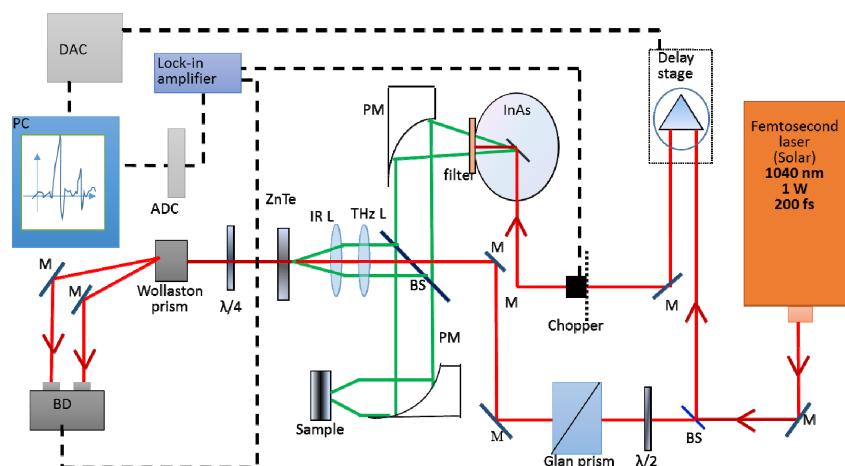 DAC
Lock-in
amplifier
PC
ADC
PM
InAs
filter
Delay
stage
Femtosecond
laser
(Solar)
1040 nm
1 W
200 fs
ZnTe
IR L
THz L
BS
M
M
Wollaston
prism
λ/4
M
M
Chopper
M
PM
BD
Sample
M
Glan prism
λ/2
BS
M